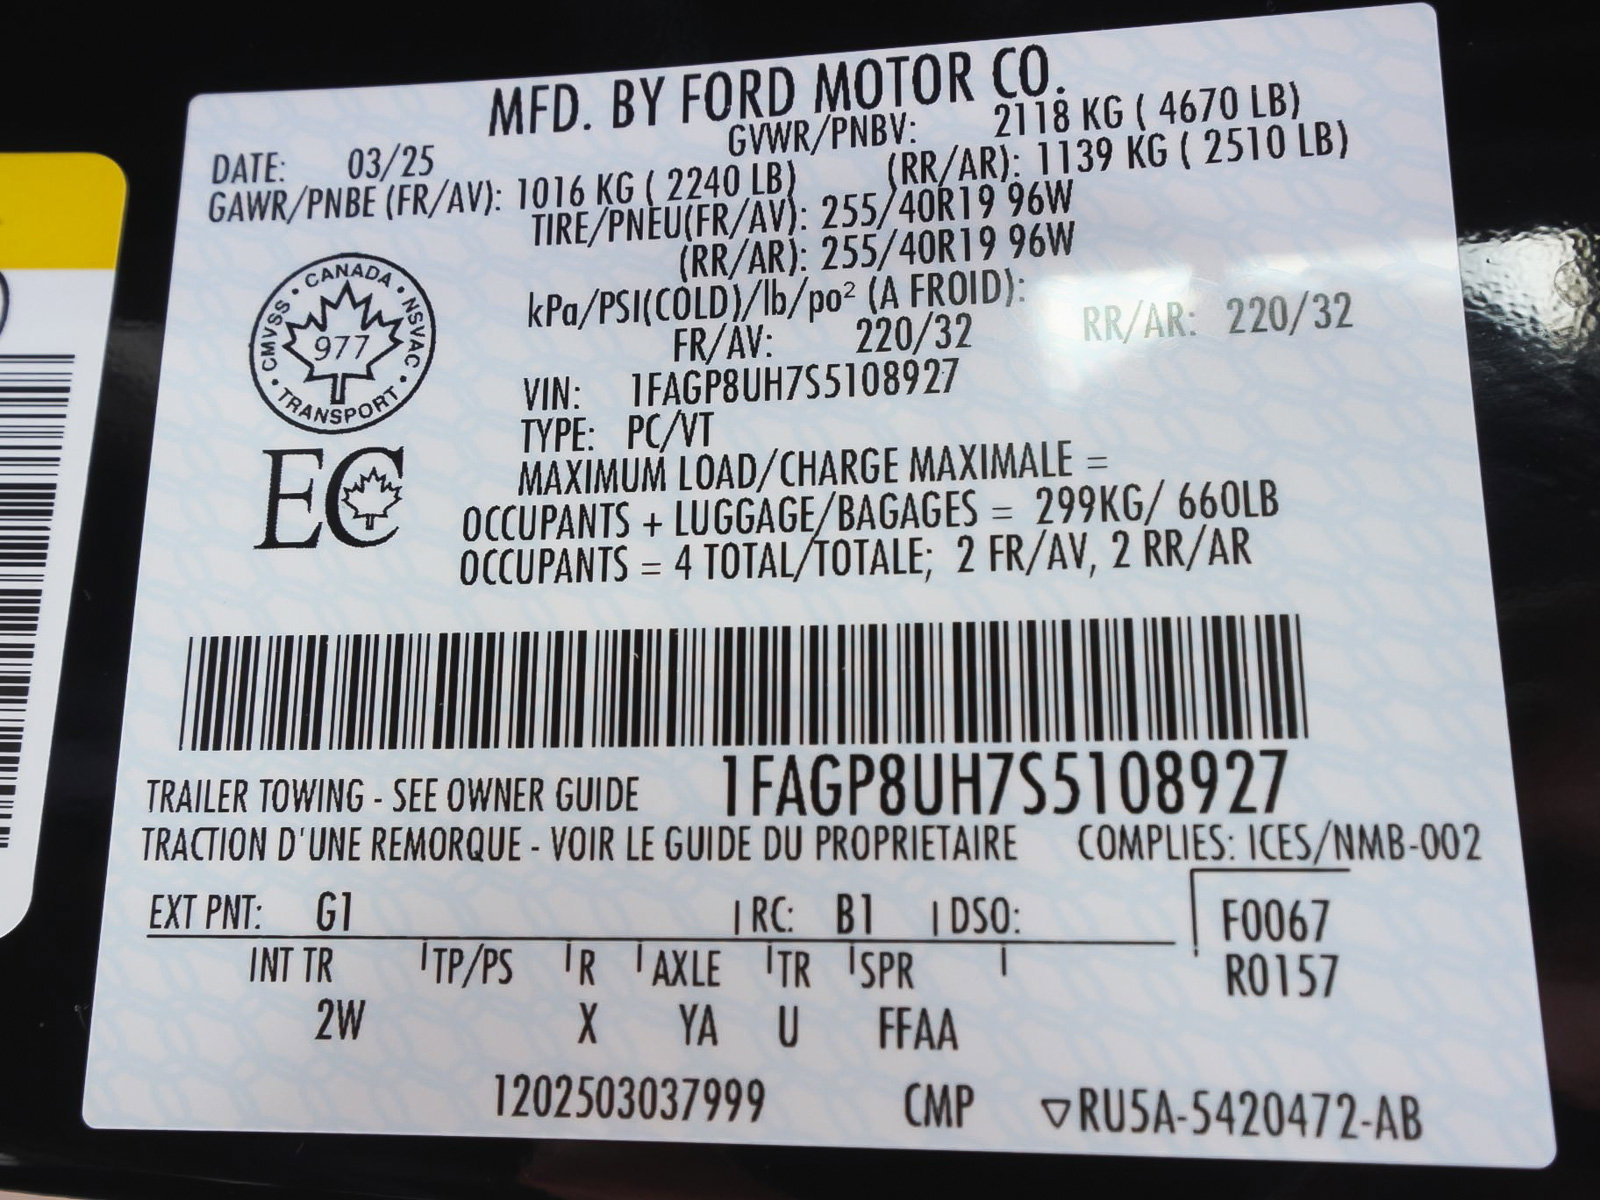 MFD. BY FORD MOTOR CO.
DATE: 03/25 GVWR/PNBV: 2118 KG ( 4670 LB)
GAWR/PNBE (FR/AV): 1016 KG ( 2240 LB) (RR/AR): 1139 KG ( 2510 LB)
TIRE/PNEU(FR/AV): 255/40R19 96W
(RR/AR): 255/40R19 96W
kPa/PSI(COLD)/lb/po² (A FROID):
FR/AV: 220/32 RR/AR: 220/32
CANADA • NSVAC • TRANSPORT • CMVSS •
977
VIN: 1FAGP8UH7S5108927
TYPE: PC/VT
EC
MAXIMUM LOAD/CHARGE MAXIMALE =
OCCUPANTS + LUGGAGE/BAGAGES = 299KG/ 660LB
OCCUPANTS = 4 TOTAL/TOTALE; 2 FR/AV, 2 RR/AR
1FAGP8UH7S5108927
TRAILER TOWING - SEE OWNER GUIDE
TRACTION D'UNE REMORQUE - VOIR LE GUIDE DU PROPRIETAIRE COMPLIES: ICES/NMB-002
EXT PNT: G1 RC: B1 DSO: F0067
INT TR TP/PS R AXLE TR SPR R0157
2W X YA U FFAA
1202503037999 CMP ▽RU5A-5420472-AB